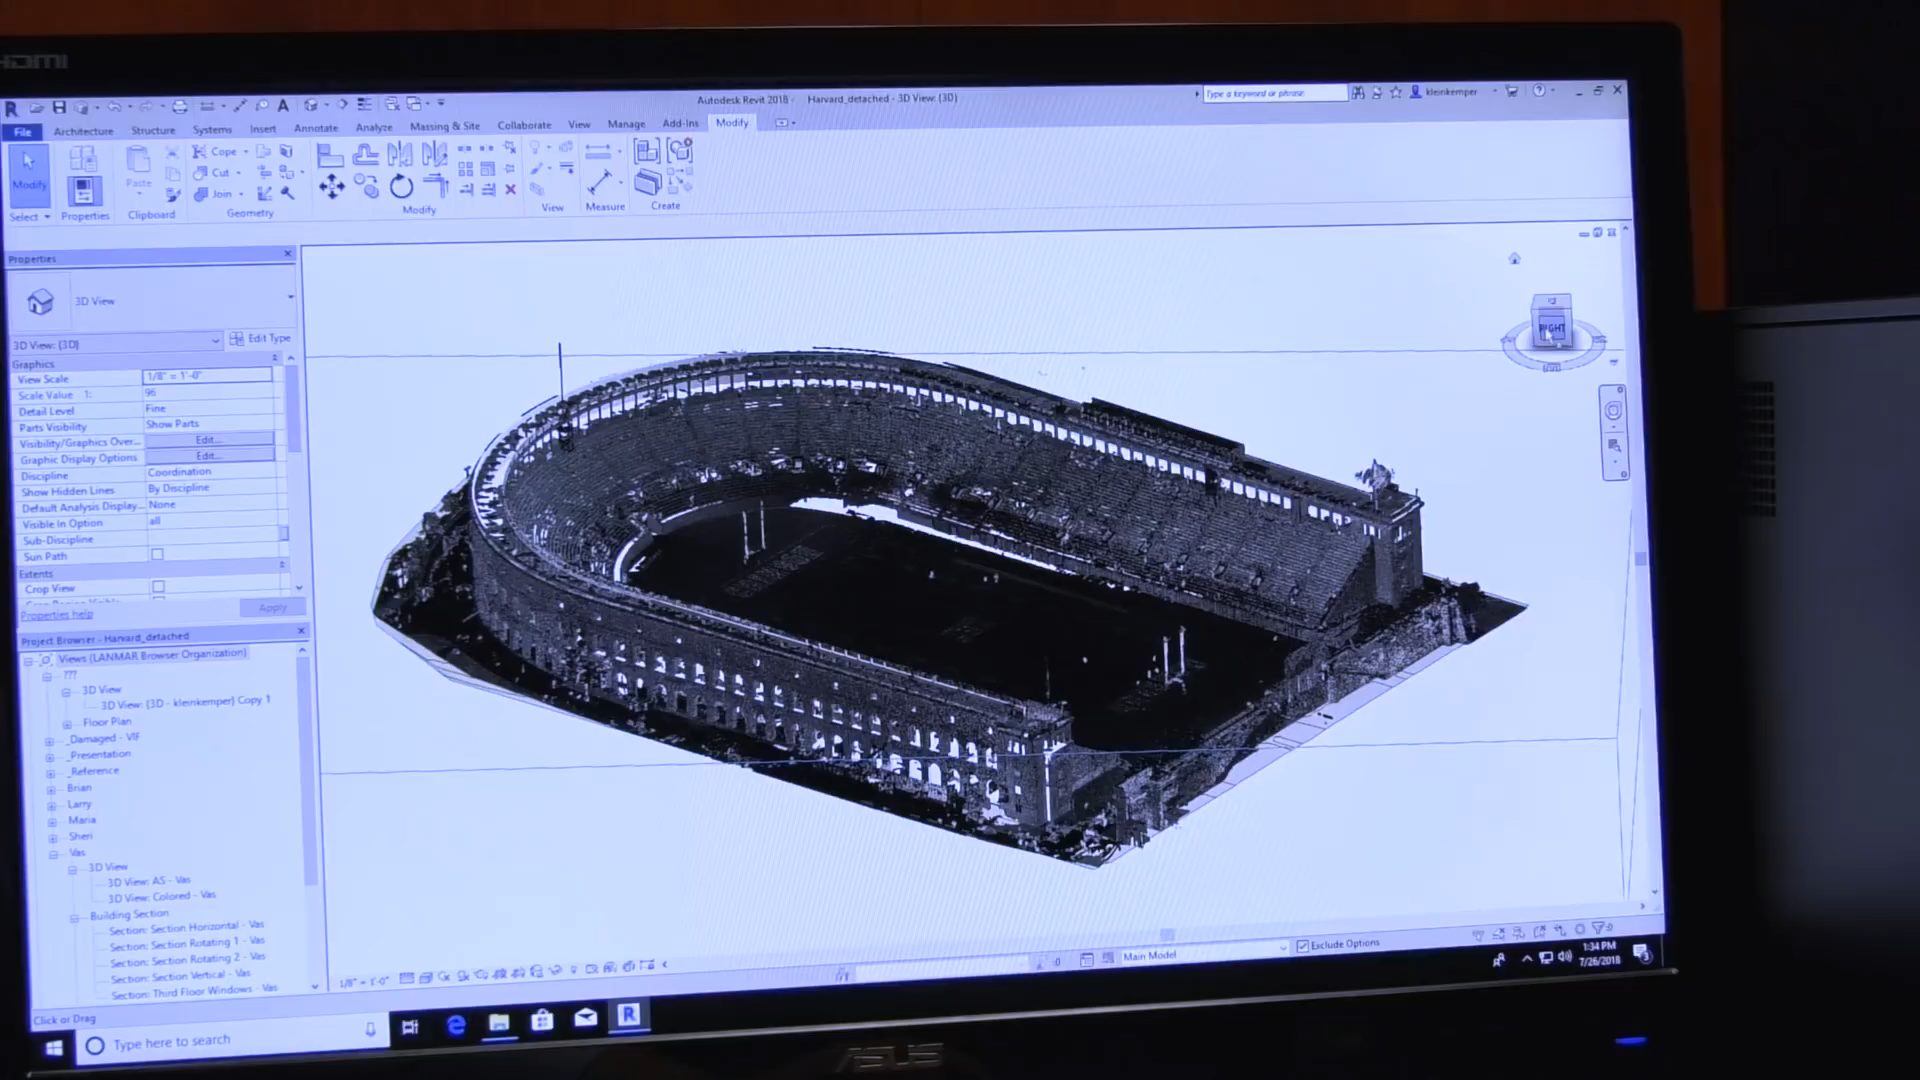 HDMI
Autodesk Revit 2018 - Harvard_detached - 3D View: {3D}
Type a keyword or phrase
kleinkemper
File Architecture Structure Systems Insert Annotate Analyze Massing & Site Collaborate View Manage Add-Ins Modify
Modify
Paste
Cope
Cut
Join
Select Properties Clipboard Geometry Modify View Measure Create
Properties
3D View
3D View: {3D} Edit Type
Graphics
View Scale 1/8" = 1'-0"
Scale Value 1: 96
Detail Level Fine
Parts Visibility Show Parts
Visibility/Graphics Over... Edit...
Graphic Display Options Edit...
Discipline Coordination
Show Hidden Lines By Discipline
Default Analysis Display... None
Visible In Option all
Sub-Discipline
Sun Path
Extents
Crop View
Properties help Apply
RIGHT
Project Browser - Harvard_detached
Views (LANMAR Browser Organization)
???
3D View
3D View: {3D - kleinkemper} Copy 1
Floor Plan
_Damaged - VIF
_Presentation
_Reference
Brian
Larry
Maria
Sheri
Vas
3D View
3D View: AS - Vas
3D View: Colored - Vas
Building Section
Section: Section Horizontal - Vas
Section: Section Rotating 1 - Vas
Section: Section Rotating 2 - Vas
Section: Section Vertical - Vas
Section: Third Floor Windows - Vas
1/8" = 1'-0"
:0
Main Model
Exclude Options
:0
Click or Drag
Type here to search
1:34 PM
7/26/2018
3
ASUS